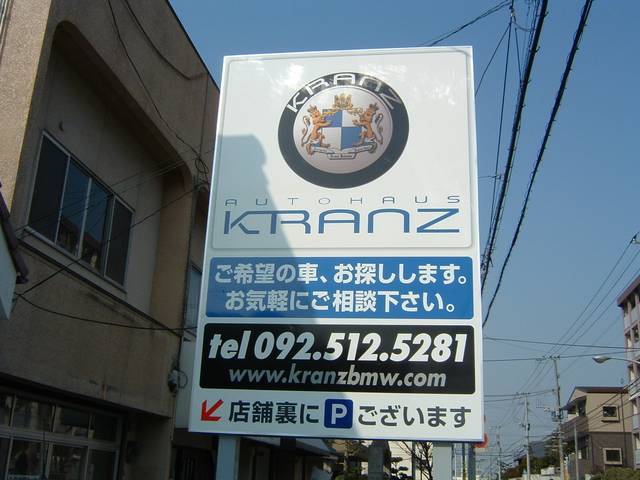 KRANZ
AUTOHAUS
KRANZ
ご希望の車、お探しします。
お気軽にご相談下さい。
tel 092.512.5281
www.kranzbmw.com
店舗裏にPございます